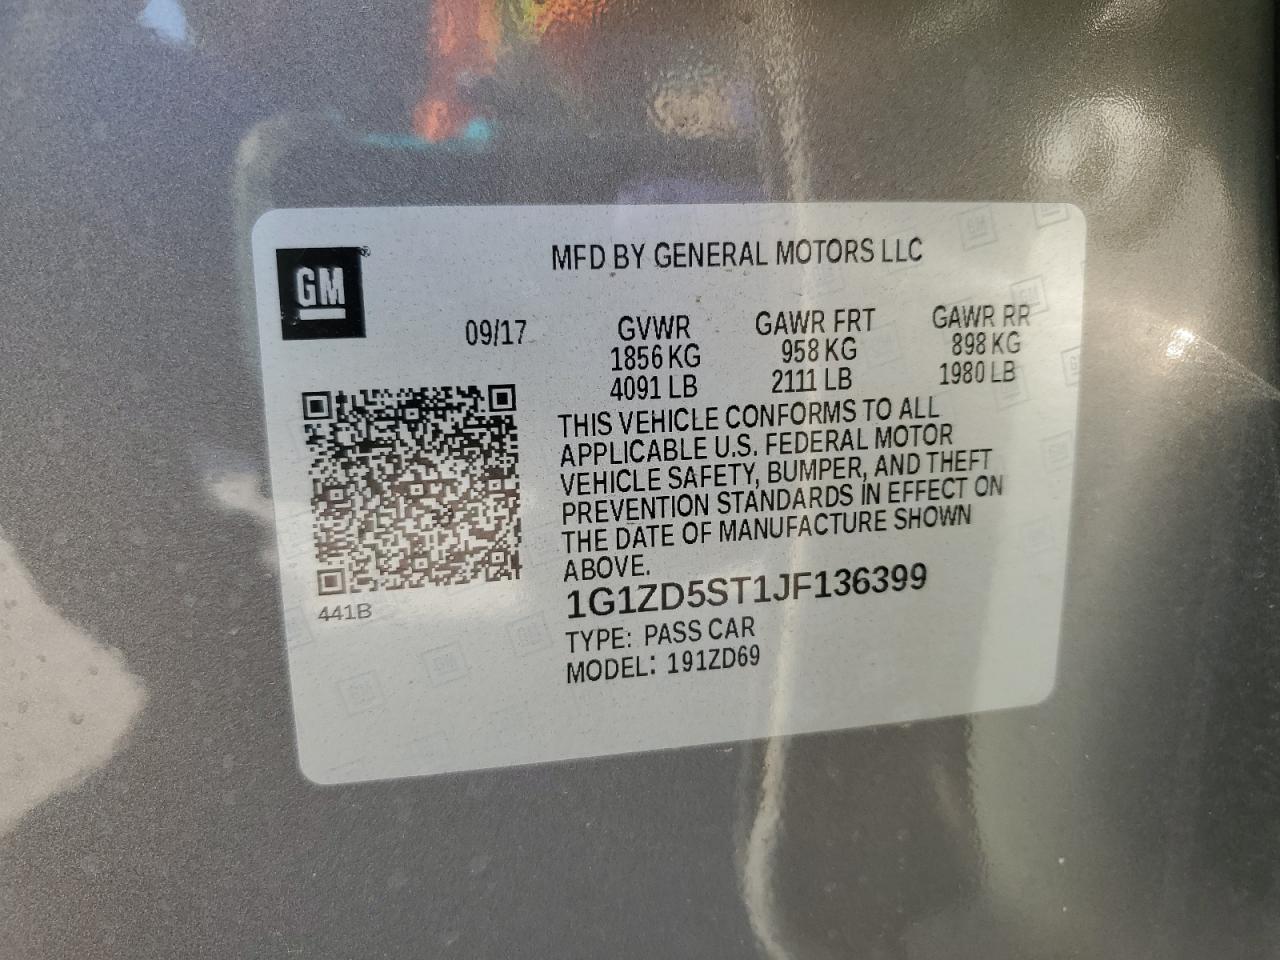 GM®
MFD BY GENERAL MOTORS LLC
09/17
GVWR
1856 KG
4091 LB
GAWR FRT
958 KG
2111 LB
GAWR RR
898 KG
1980 LB
THIS VEHICLE CONFORMS TO ALL
APPLICABLE U.S. FEDERAL MOTOR
VEHICLE SAFETY, BUMPER, AND THEFT
PREVENTION STANDARDS IN EFFECT ON
THE DATE OF MANUFACTURE SHOWN
ABOVE.
441B
1G1ZD5ST1JF136399
TYPE: PASS CAR
MODEL: 191ZD69